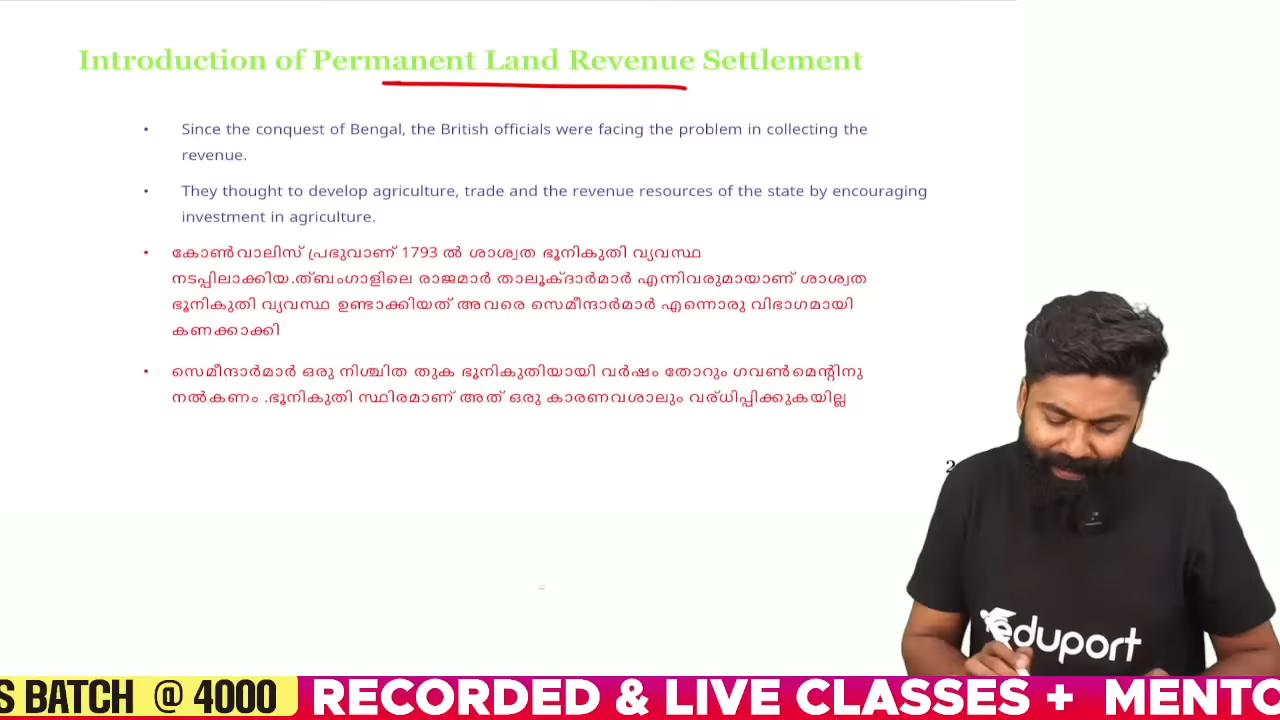 Introduction of Permanent Land Revenue Settlement
• Since the conquest of Bengal, the British officials were facing the problem in collecting the
revenue.
• They thought to develop agriculture, trade and the revenue resources of the state by encouraging
investment in agriculture.
• കോൺവാലിസ് പ്രഭുവാണ് 1793 ൽ ശാശ്വത ഭൂനികുതി വ്യവസ്ഥ
നടപ്പിലാക്കിയ.ത്ബംഗാളിലെ രാജമാർ താലൂക്ദാർമാർ എന്നിവരുമായാണ് ശാശ്വത
ഭൂനികുതി വ്യവസ്ഥ ഉണ്ടാക്കിയത് അവരെ സെമീന്ദാർമാർ എന്നൊരു വിഭാഗമായി
കണക്കാക്കി
• സെമീന്ദാർമാർ ഒരു നിശ്ചിത തുക ഭൂനികുതിയായി വർഷം തോറും ഗവൺമെന്റിനു
നൽകണം .ഭൂനികുതി സ്ഥിരമാണ് അത് ഒരു കാരണവശാലും വര്ധിപ്പിക്കുകയില്ല
2
eduport
S BATCH @ 4000 RECORDED & LIVE CLASSES + MENTO